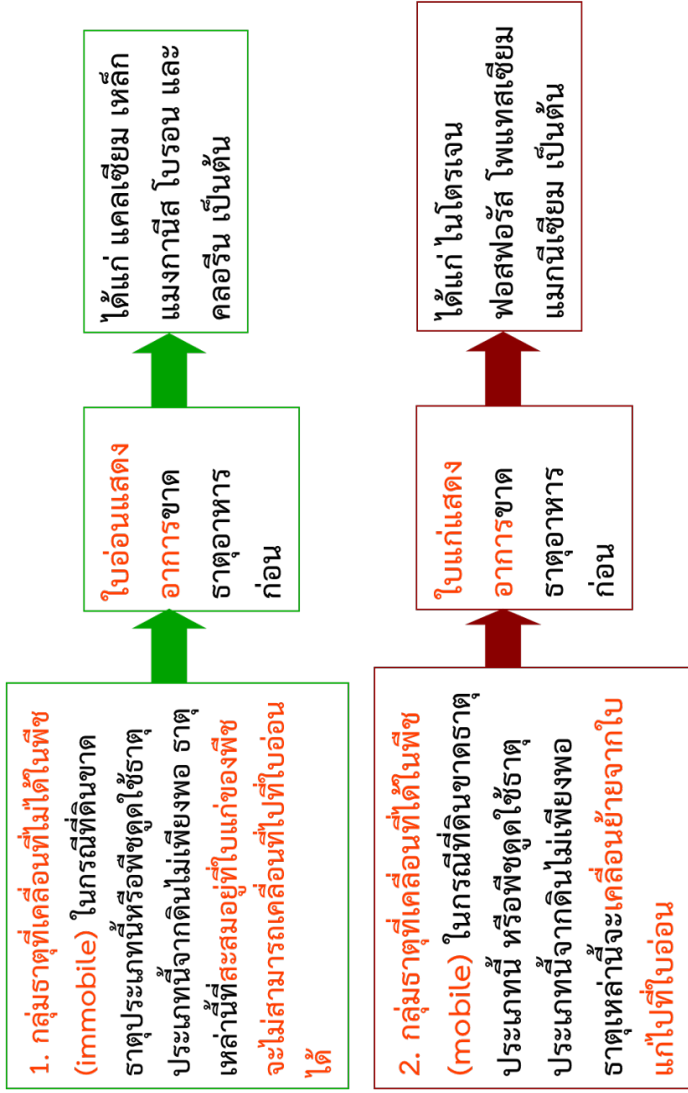 1. กลุ่มธาตุที่เคลื่อนที่ไม่ได้ในพืช
(immobile) ในกรณีที่ดินขาด
ธาตุประเภทนี้หรือพืชดูดใช้ธาตุ
ประเภทนี้จากดินไม่เพียงพอ ธาตุ
เหล่านี้ที่สะสมอยู่ที่ใบแก่ของพืช
จะไม่สามารถเคลื่อนที่ไปที่ใบอ่อน
ได้
ใบอ่อนแสดง
อาการขาด
ธาตุอาหาร
ก่อน
ได้แก่ แคลเซียม เหล็ก
แมงกานีส โบรอน และ
คลอรีน เป็นต้น
2. กลุ่มธาตุที่เคลื่อนที่ได้ในพืช
(mobile) ในกรณีที่ดินขาดธาตุ
ประเภทนี้ หรือพืชดูดใช้ธาตุ
ประเภทนี้จากดินไม่เพียงพอ
ธาตุเหล่านี้จะเคลื่อนย้ายจากใบ
แก่ไปที่ใบอ่อน
ใบแก่แสดง
อาการขาด
ธาตุอาหาร
ก่อน
ได้แก่ ไนโตรเจน
ฟอสฟอรัส โพแทสเซียม
แมกนีเซียม เป็นต้น